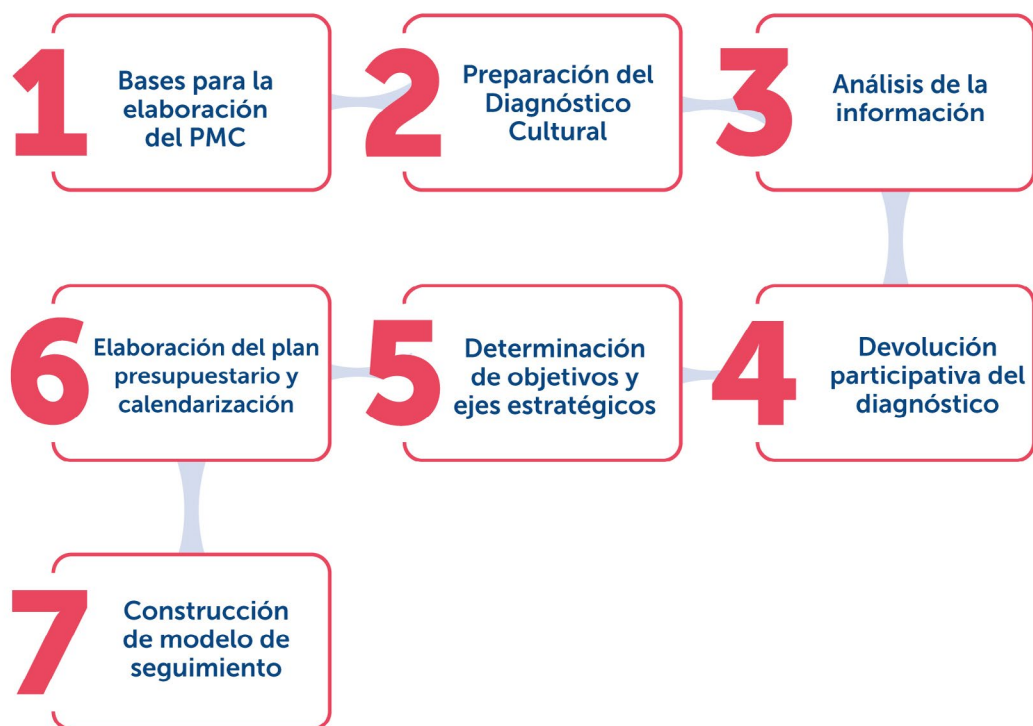 1
Bases para la
elaboración
del PMC
2
Preparación del
Diagnóstico
Cultural
3
Análisis de la
información
4
Devolución
participativa del
diagnóstico
5
Determinación
de objetivos y
ejes estratégicos
6
Elaboración del plan
presupuestario y
calendarización
7
Construcción
de modelo de
seguimiento